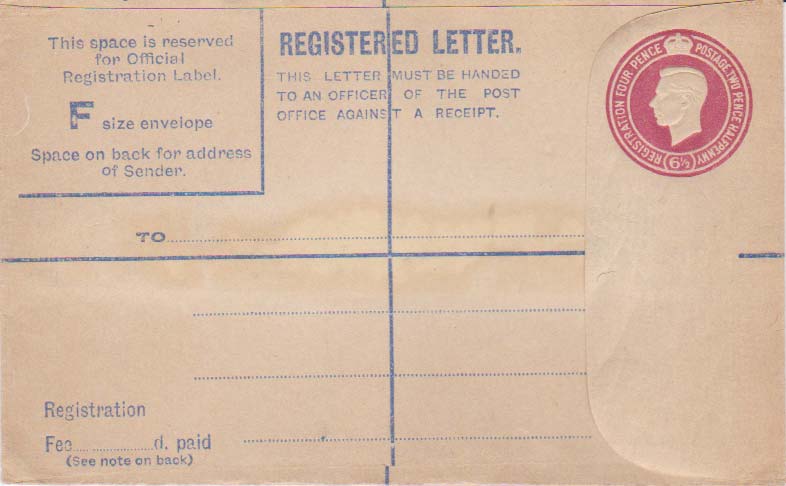 This space is reserved
for Official
Registration Label.
F size envelope
Space on back for address
of Sender.
REGISTERED LETTER.
THIS LETTER MUST BE HANDED
TO AN OFFICER OF THE POST
OFFICE AGAINST A RECEIPT.
REGISTRATION FOUR PENCE
POSTAGE TWO PENCE HALFPENNY
6½
TO
Registration
Fee d. paid
(See note on back)